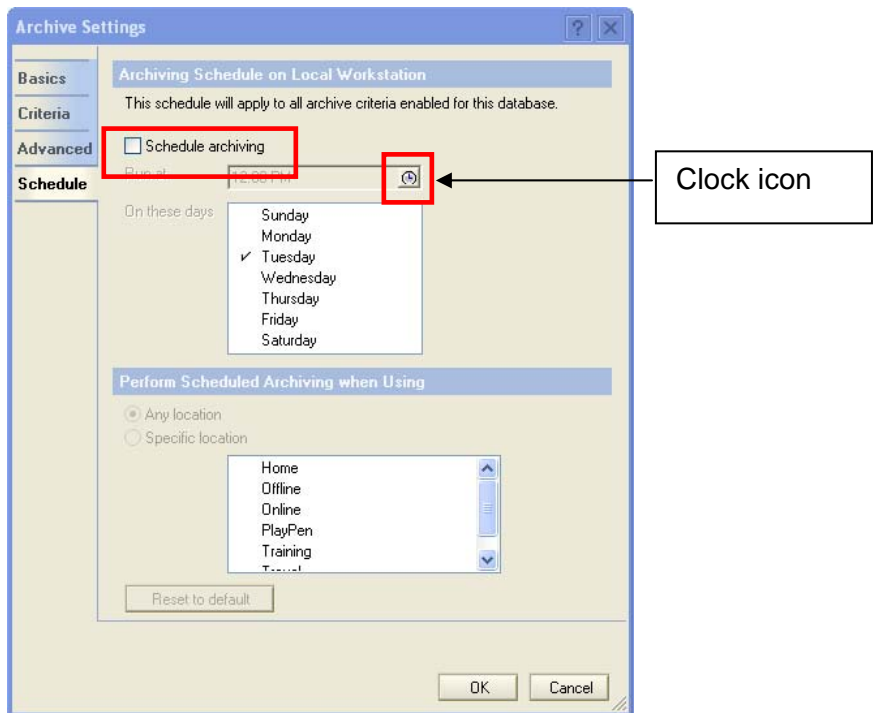 Archive Settings
Basics
Criteria
Advanced
Schedule
Archiving Schedule on Local Workstation
This schedule will apply to all archive criteria enabled for this database.
Schedule archiving
Run at
12:00 PM
Clock icon
On these days
Sunday
Monday
Tuesday
Wednesday
Thursday
Friday
Saturday
Perform Scheduled Archiving when Using
Any location
Specific location
Home
Offline
Online
PlayPen
Training
Travel
Reset to default
OK
Cancel